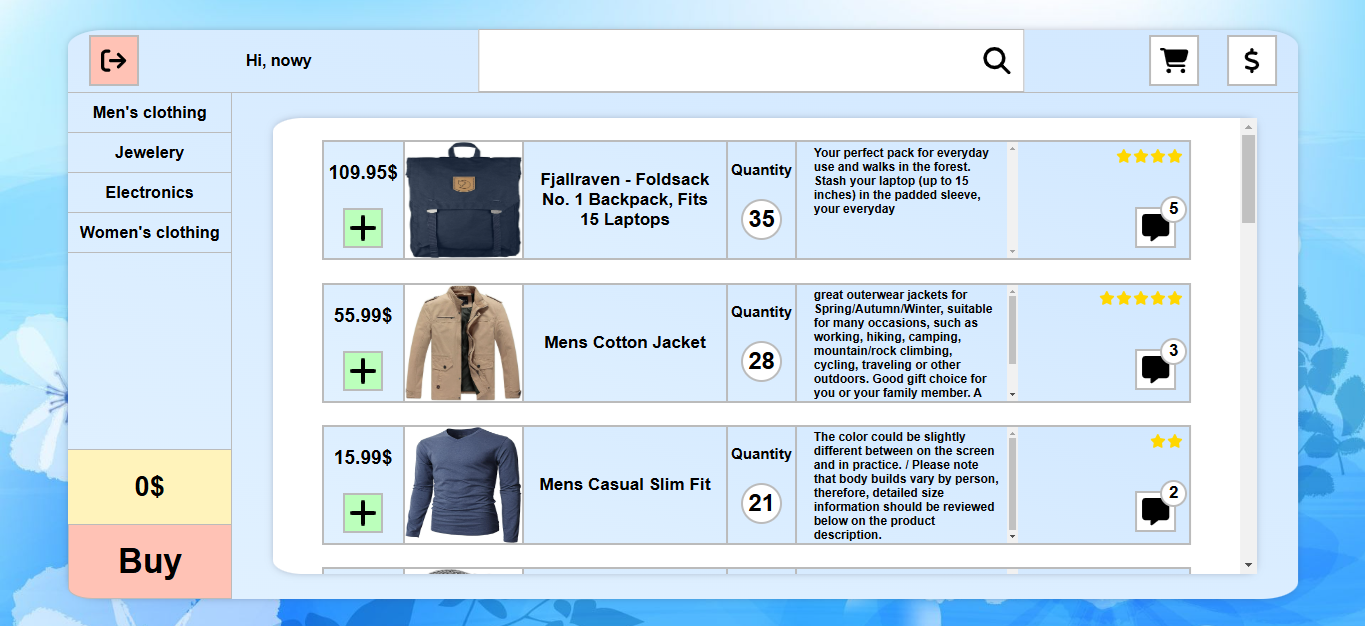 Hi, nowy
$
Men's clothing
Jewelery
Electronics
Women's clothing
0$
Buy
109.95$
Fjallraven - Foldsack
No. 1 Backpack, Fits
15 Laptops
Quantity
35
Your perfect pack for everyday
use and walks in the forest.
Stash your laptop (up to 15
inches) in the padded sleeve,
your everyday
5
55.99$
Mens Cotton Jacket
Quantity
28
great outerwear jackets for
Spring/Autumn/Winter, suitable
for many occasions, such as
working, hiking, camping,
mountain/rock climbing,
cycling, traveling or other
outdoors. Good gift choice for
you or your family member. A
3
15.99$
Mens Casual Slim Fit
Quantity
21
The color could be slightly
different between on the screen
and in practice. / Please note
that body builds vary by person,
therefore, detailed size
information should be reviewed
below on the product
description.
2